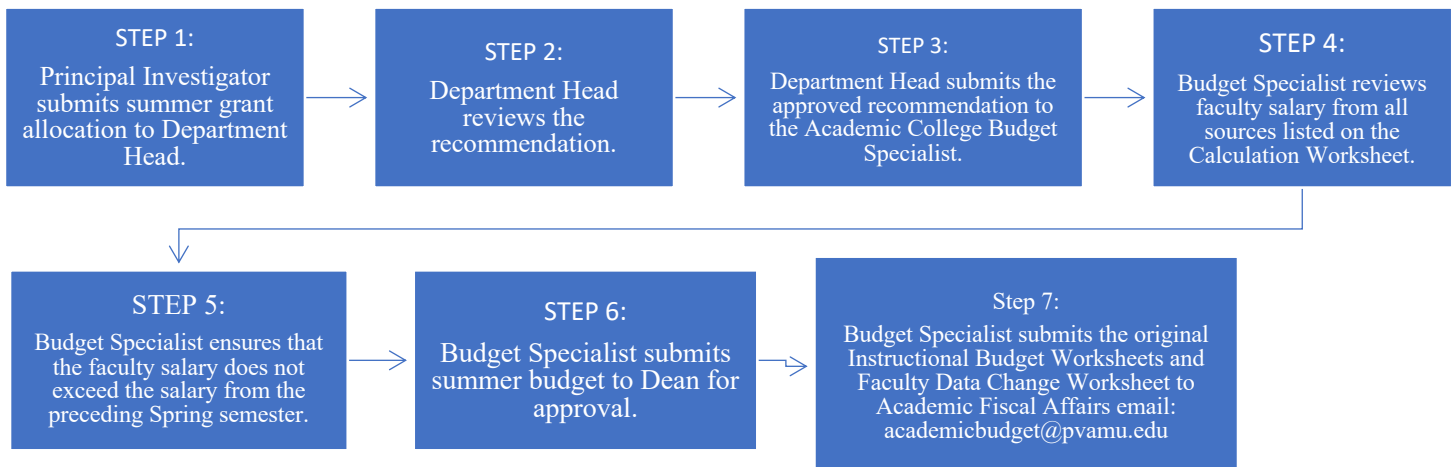 STEP 1:
Principal Investigator
submits summer grant
allocation to Department
Head.
STEP 2:
Department Head
reviews the
recommendation.
STEP 3:
Department Head submits the
approved recommendation to
the Academic College Budget
Specialist.
STEP 4:
Budget Specialist reviews
faculty salary from all
sources listed on the
Calculation Worksheet.
STEP 5:
Budget Specialist ensures that
the faculty salary does not
exceed the salary from the
preceding Spring semester.
STEP 6:
Budget Specialist submits
summer budget to Dean for
approval.
Step 7:
Budget Specialist submits the original
Instructional Budget Worksheets and
Faculty Data Change Worksheet to
Academic Fiscal Affairs email:
academicbudget@pvamu.edu